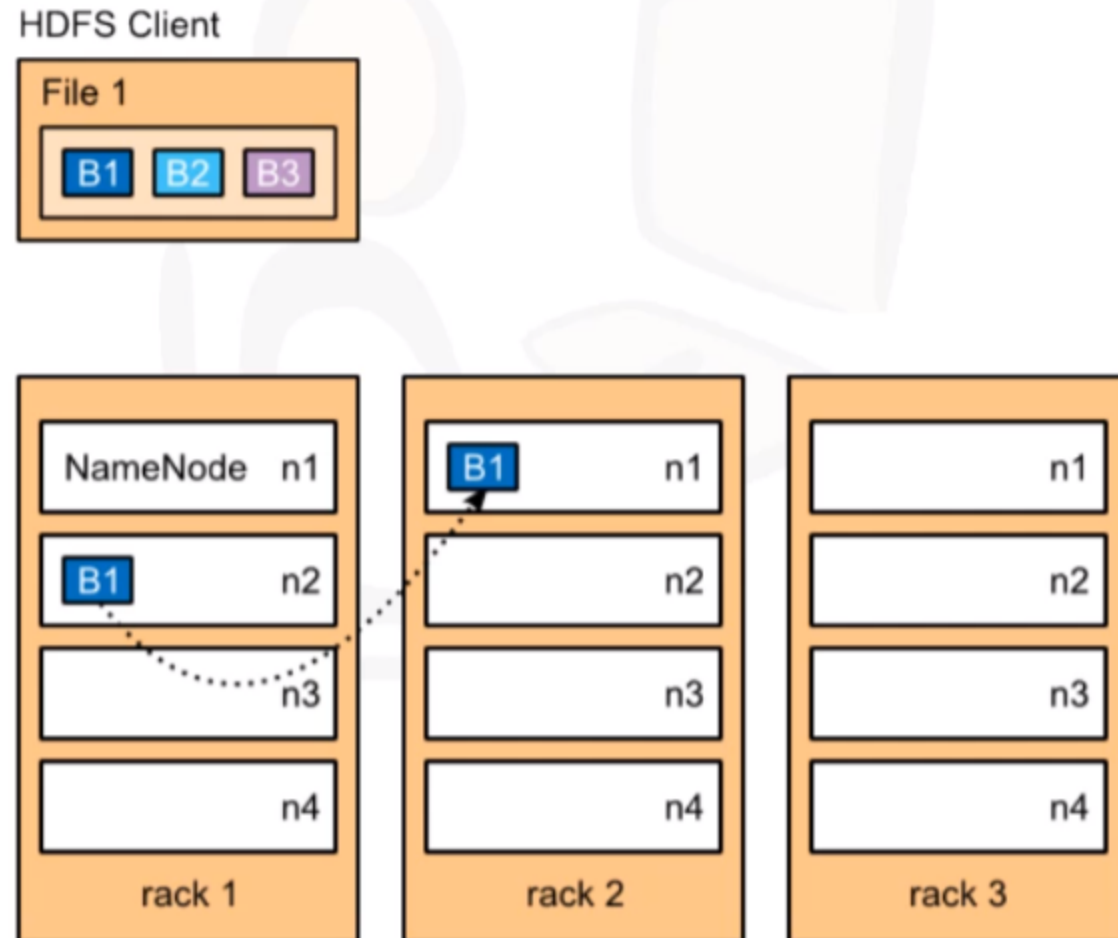 HDFS Client
File 1
B1 B2 B3
NameNode n1
B1 n2
n3
n4
rack 1
B1 n1
n2
n3
n4
rack 2
n1
n2
n3
n4
rack 3